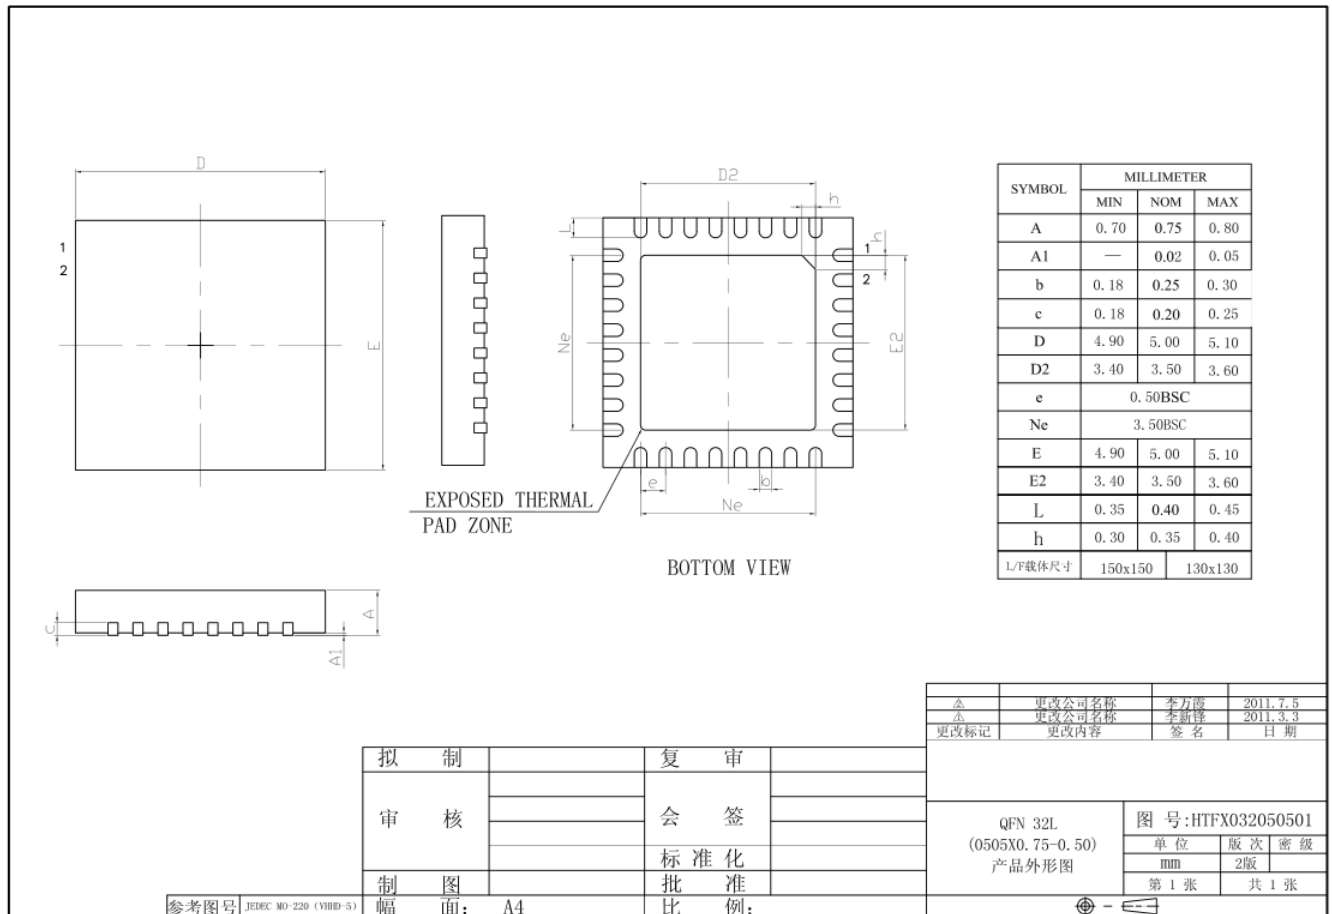 D
D2
h
1
2
E
L
h
1
2
Ne
E2
e
b
Ne
EXPOSED THERMAL
PAD ZONE
BOTTOM VIEW
c
A
A1
SYMBOL MILLIMETER
MIN NOM MAX
A 0.70 0.75 0.80
A1 — 0.02 0.05
b 0.18 0.25 0.30
c 0.18 0.20 0.25
D 4.90 5.00 5.10
D2 3.40 3.50 3.60
e 0.50BSC
Ne 3.50BSC
E 4.90 5.00 5.10
E2 3.40 3.50 3.60
L 0.35 0.40 0.45
h 0.30 0.35 0.40
L/F载体尺寸 150x150 130x130
更改公司名称 李万霞 2011.7.5
更改公司名称 李新锋 2011.3.3
更改标记 更改内容 签 名 日 期
拟 制 复 审
审 核 会 签
标 准 化
制 图 批 准
QFN 32L
(0505X0.75-0.50)
产品外形图
图 号:HTFX032050501
单 位 版 次 密 级
mm 2版
第 1 张 共 1 张
参考图号 JEDEC MO-220 (VHHD-5) 幅 面: A4 比 例: